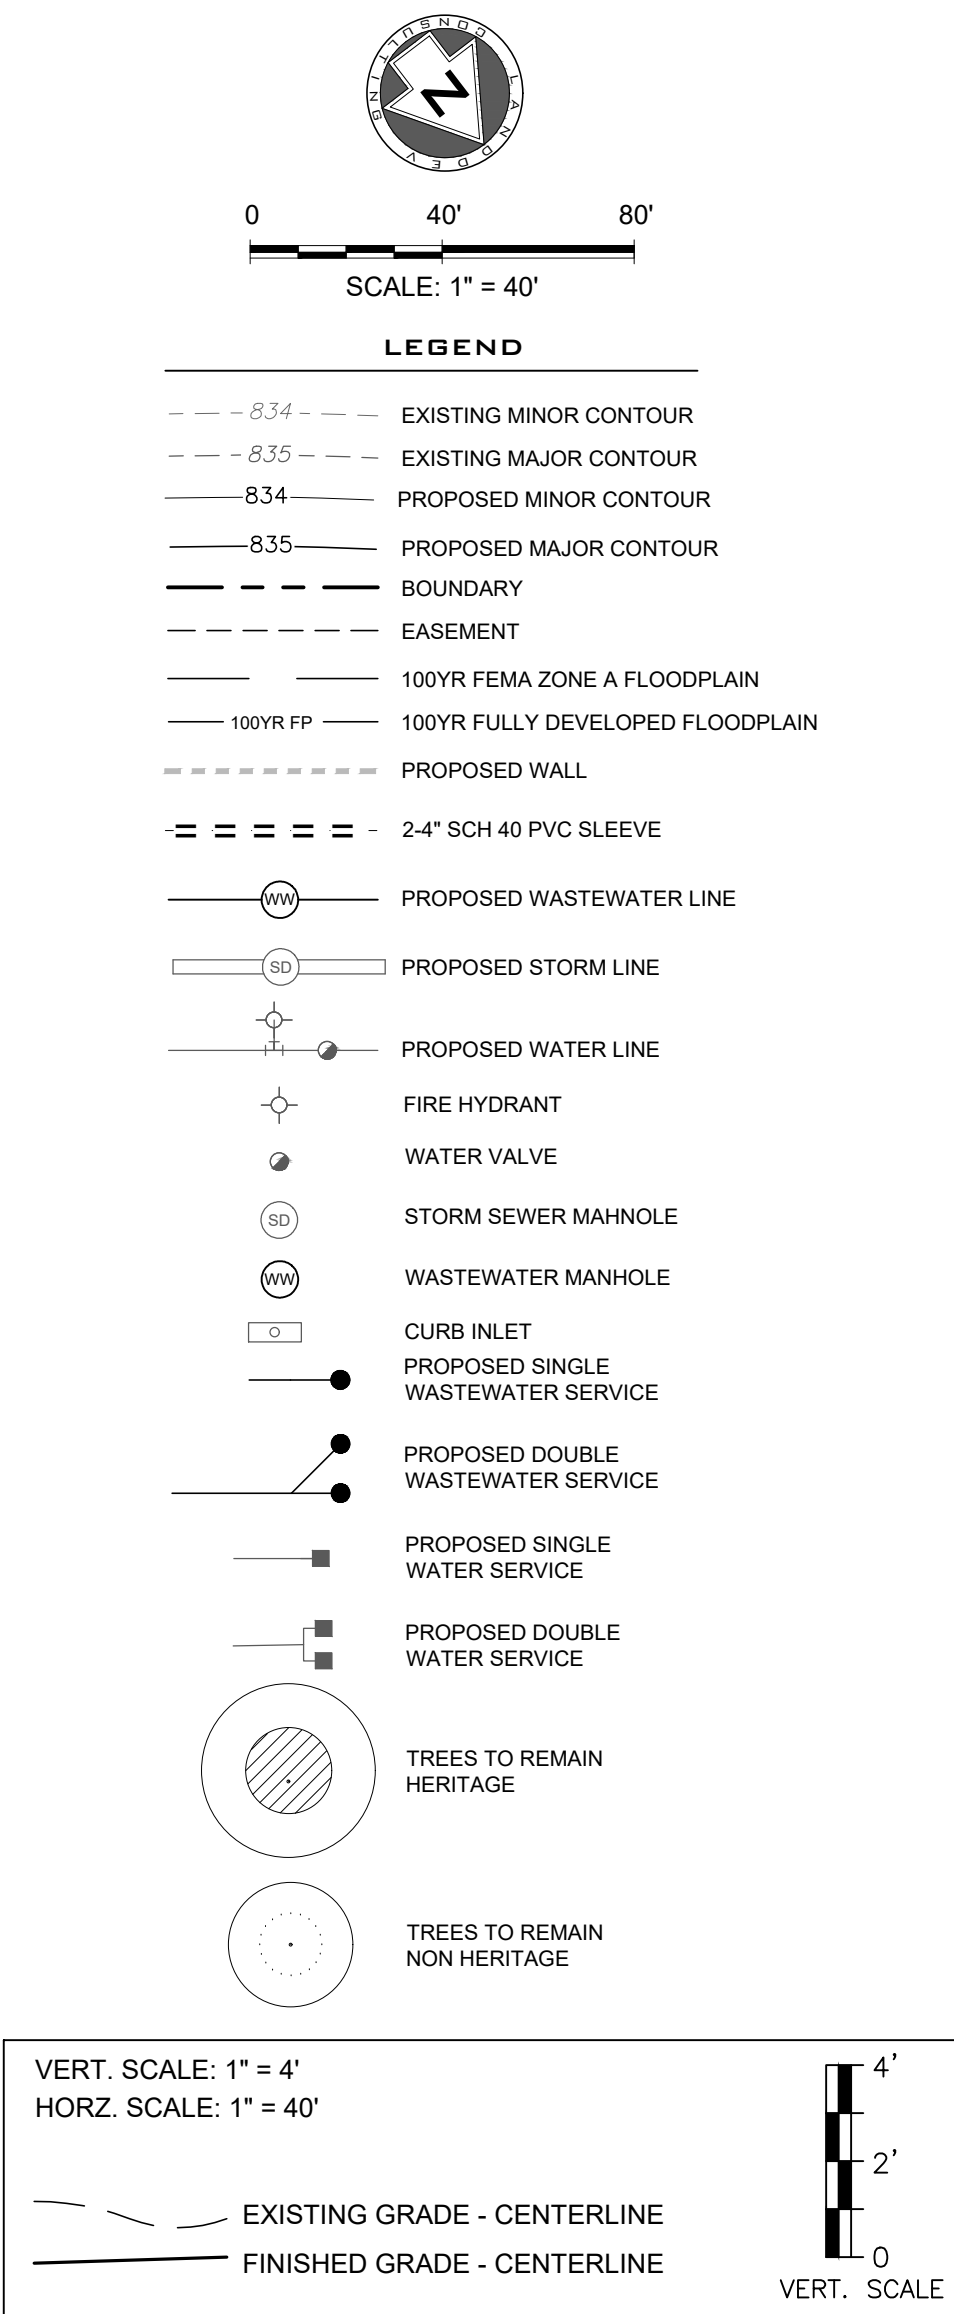 LANDDEV CONSULTING
N
0 40' 80'
SCALE: 1" = 40'
LEGEND
834 EXISTING MINOR CONTOUR
835 EXISTING MAJOR CONTOUR
834 PROPOSED MINOR CONTOUR
835 PROPOSED MAJOR CONTOUR
BOUNDARY
EASEMENT
100YR FEMA ZONE A FLOODPLAIN
100YR FP 100YR FULLY DEVELOPED FLOODPLAIN
PROPOSED WALL
2-4" SCH 40 PVC SLEEVE
WW PROPOSED WASTEWATER LINE
SD PROPOSED STORM LINE
PROPOSED WATER LINE
FIRE HYDRANT
WATER VALVE
SD STORM SEWER MAHNOLE
WW WASTEWATER MANHOLE
CURB INLET
PROPOSED SINGLE
WASTEWATER SERVICE
PROPOSED DOUBLE
WASTEWATER SERVICE
PROPOSED SINGLE
WATER SERVICE
PROPOSED DOUBLE
WATER SERVICE
TREES TO REMAIN
HERITAGE
TREES TO REMAIN
NON HERITAGE
VERT. SCALE: 1" = 4'
HORZ. SCALE: 1" = 40'
EXISTING GRADE - CENTERLINE
FINISHED GRADE - CENTERLINE
4'
2'
0
VERT. SCALE